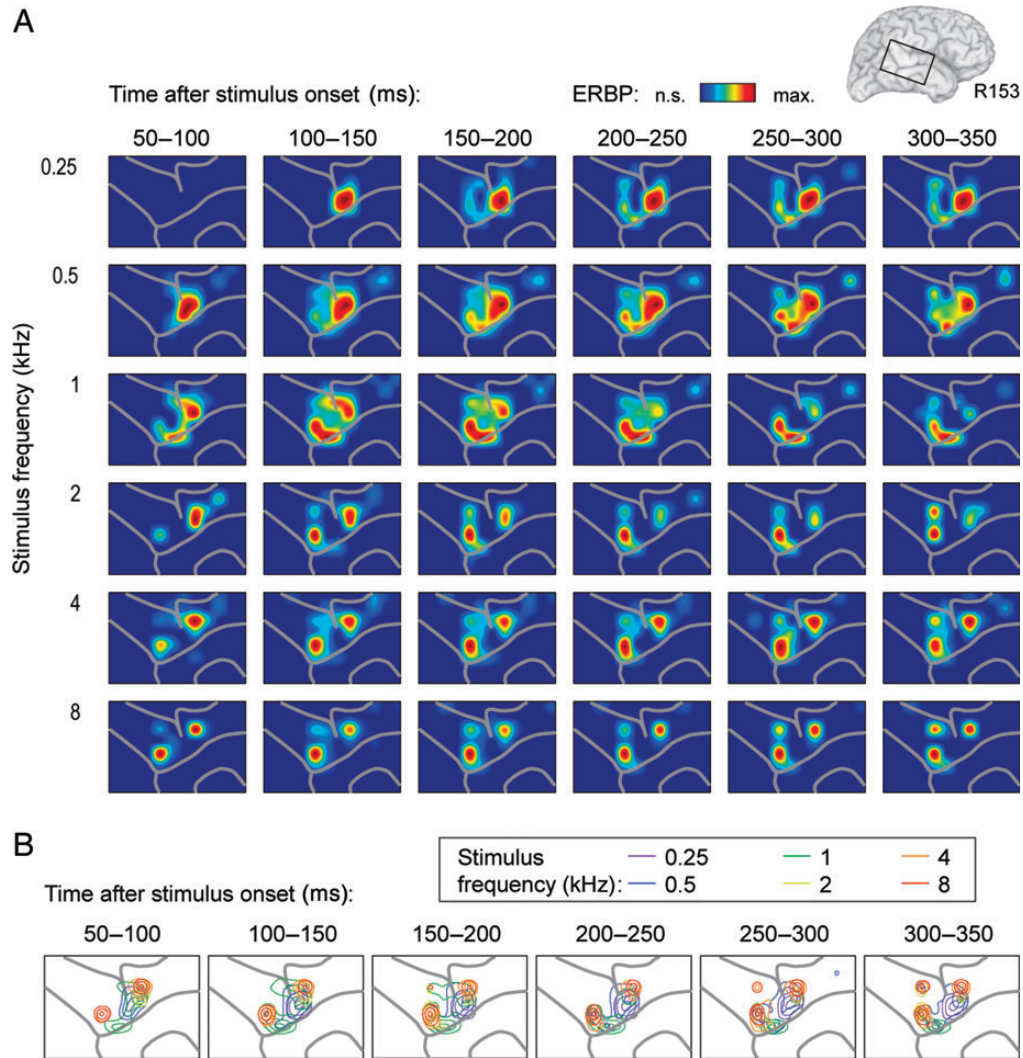 A
R153
Time after stimulus onset (ms):
ERBP: n.s. max.
50–100 100–150 150–200 200–250 250–300 300–350
Stimulus frequency (kHz)
0.25
0.5
1
2
4
8
B
Stimulus 0.25 1 4
frequency (kHz): 0.5 2 8
Time after stimulus onset (ms):
50–100 100–150 150–200 200–250 250–300 300–350